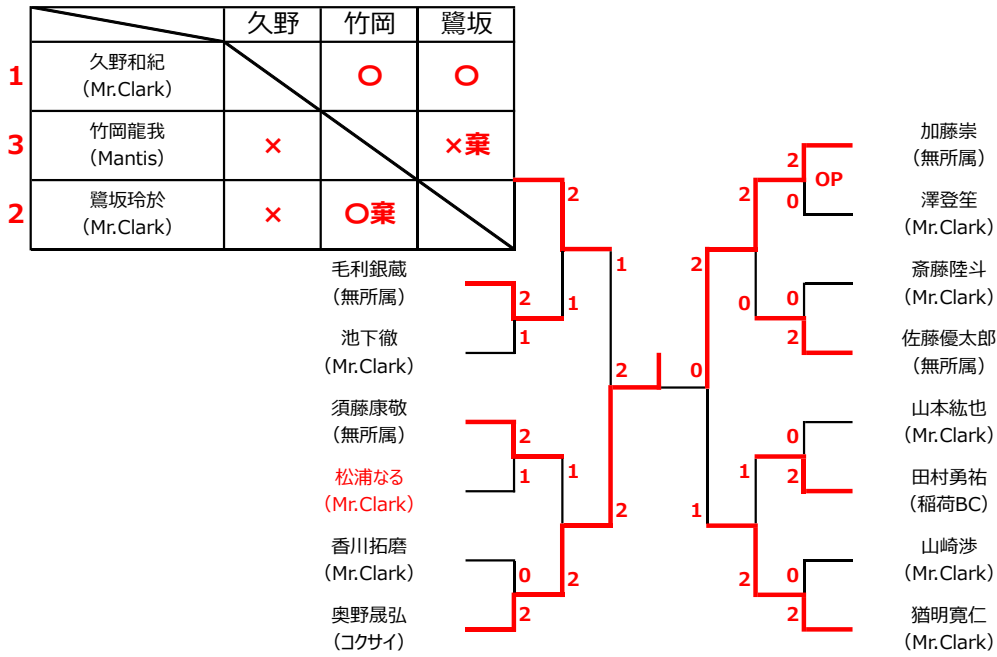 久野 竹岡 鷺坂
1 久野和紀 〇 〇
(Mr.Clark)
3 竹岡龍我 × ×棄
(Mantis)
2 鷺坂玲於 × 〇棄
(Mr.Clark)
2
1
毛利銀蔵
(無所属)
2
1
池下徹
1
(Mr.Clark)
2
須藤康敬
(無所属)
2
1
松浦なる
1
(Mr.Clark)
2
香川拓磨
(Mr.Clark)
0
2
奥野晟弘
2
(コクサイ)
加藤崇
2
(無所属)
OP
2
澤登笙
0
(Mr.Clark)
2
斎藤陸斗
0
(Mr.Clark)
0
佐藤優太郎
2
(無所属)
0
山本紘也
(Mr.Clark)
0
1
田村勇祐
2
(稲荷BC)
1
山崎渉
(Mr.Clark)
0
2
猶明寛仁
2
(Mr.Clark)